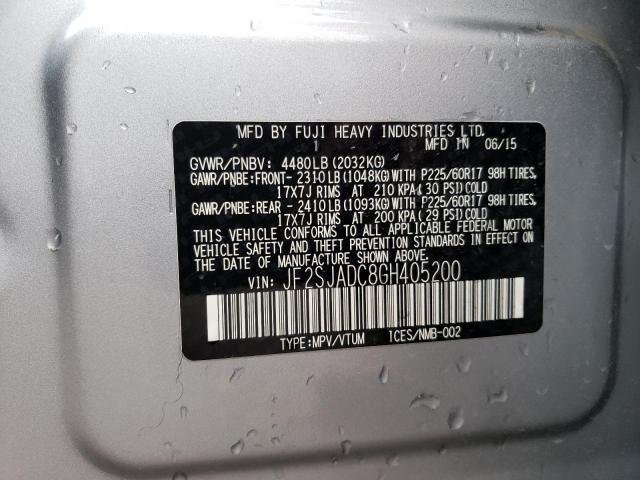 MFD BY FUJI HEAVY INDUSTRIES LTD.
1 MFD IN 06/15
GVWR/PNBV: 4480LB(2032KG)
GAWR/PNBE:FRONT- 2310LB(1048KG)WITH P225/60R17 98H TIRES,
17X7J RIMS AT 210 KPA(30 PSI)COLD
GAWR/PNBE:REAR - 2410LB(1093KG)WITH P225/60R17 98H TIRES,
17X7J RIMS AT 200 KPA(29 PSI)COLD
THIS VEHICLE CONFORMS TO ALL APPLICABLE FEDERAL MOTOR
VEHICLE SAFETY AND THEFT PREVENTION STANDARDS IN EFFECT ON
DATE OF MANUFACTURE SHOWN ABOVE.
VIN: JF2SJADC8GH405200
TYPE:MPV/VTUM ICES/NMB-002